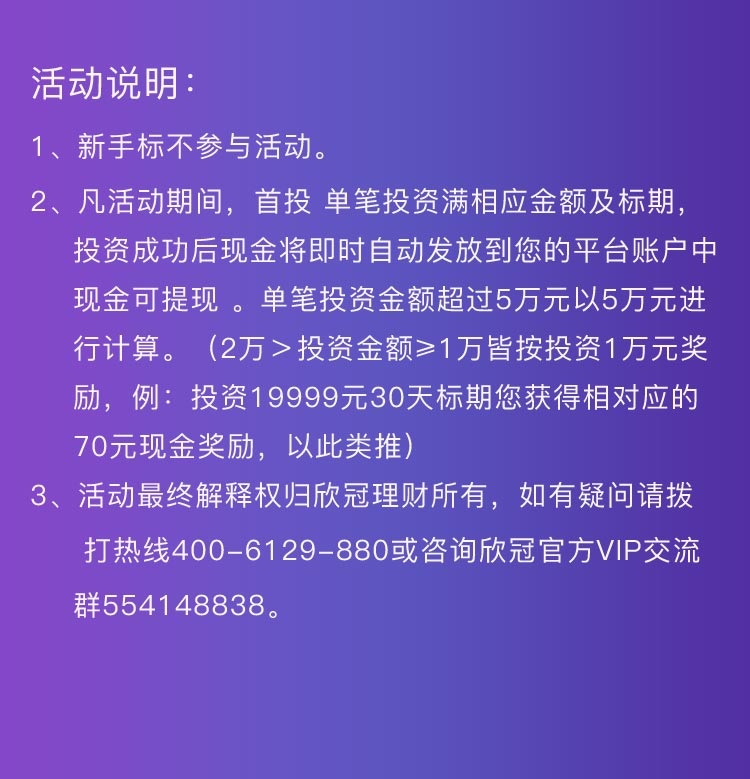 活动说明：
1、新手标不参与活动。
2、凡活动期间，首投 单笔投资满相应金额及标期，
投资成功后现金将即时自动发放到您的平台账户中
现金可提现 。单笔投资金额超过5万元以5万元进
行计算。（2万＞投资金额≥1万皆按投资1万元奖
励，例：投资19999元30天标期您获得相对应的
70元现金奖励，以此类推）
3、活动最终解释权归欣冠理财所有，如有疑问请拨
打热线400-6129-880或咨询欣冠官方VIP交流
群554148838。